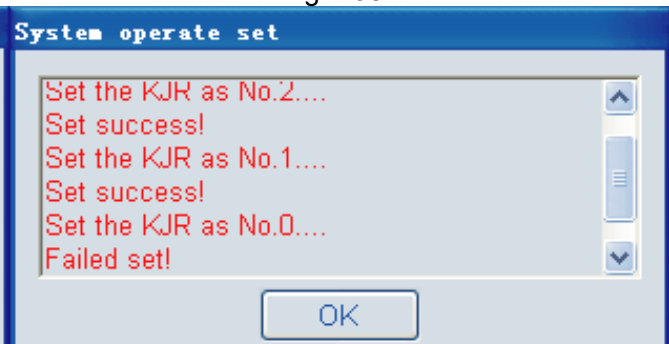 System operate set
Set the KJR as No.2....
Set success!
Set the KJR as No.1....
Set success!
Set the KJR as No.0....
Failed set!
OK